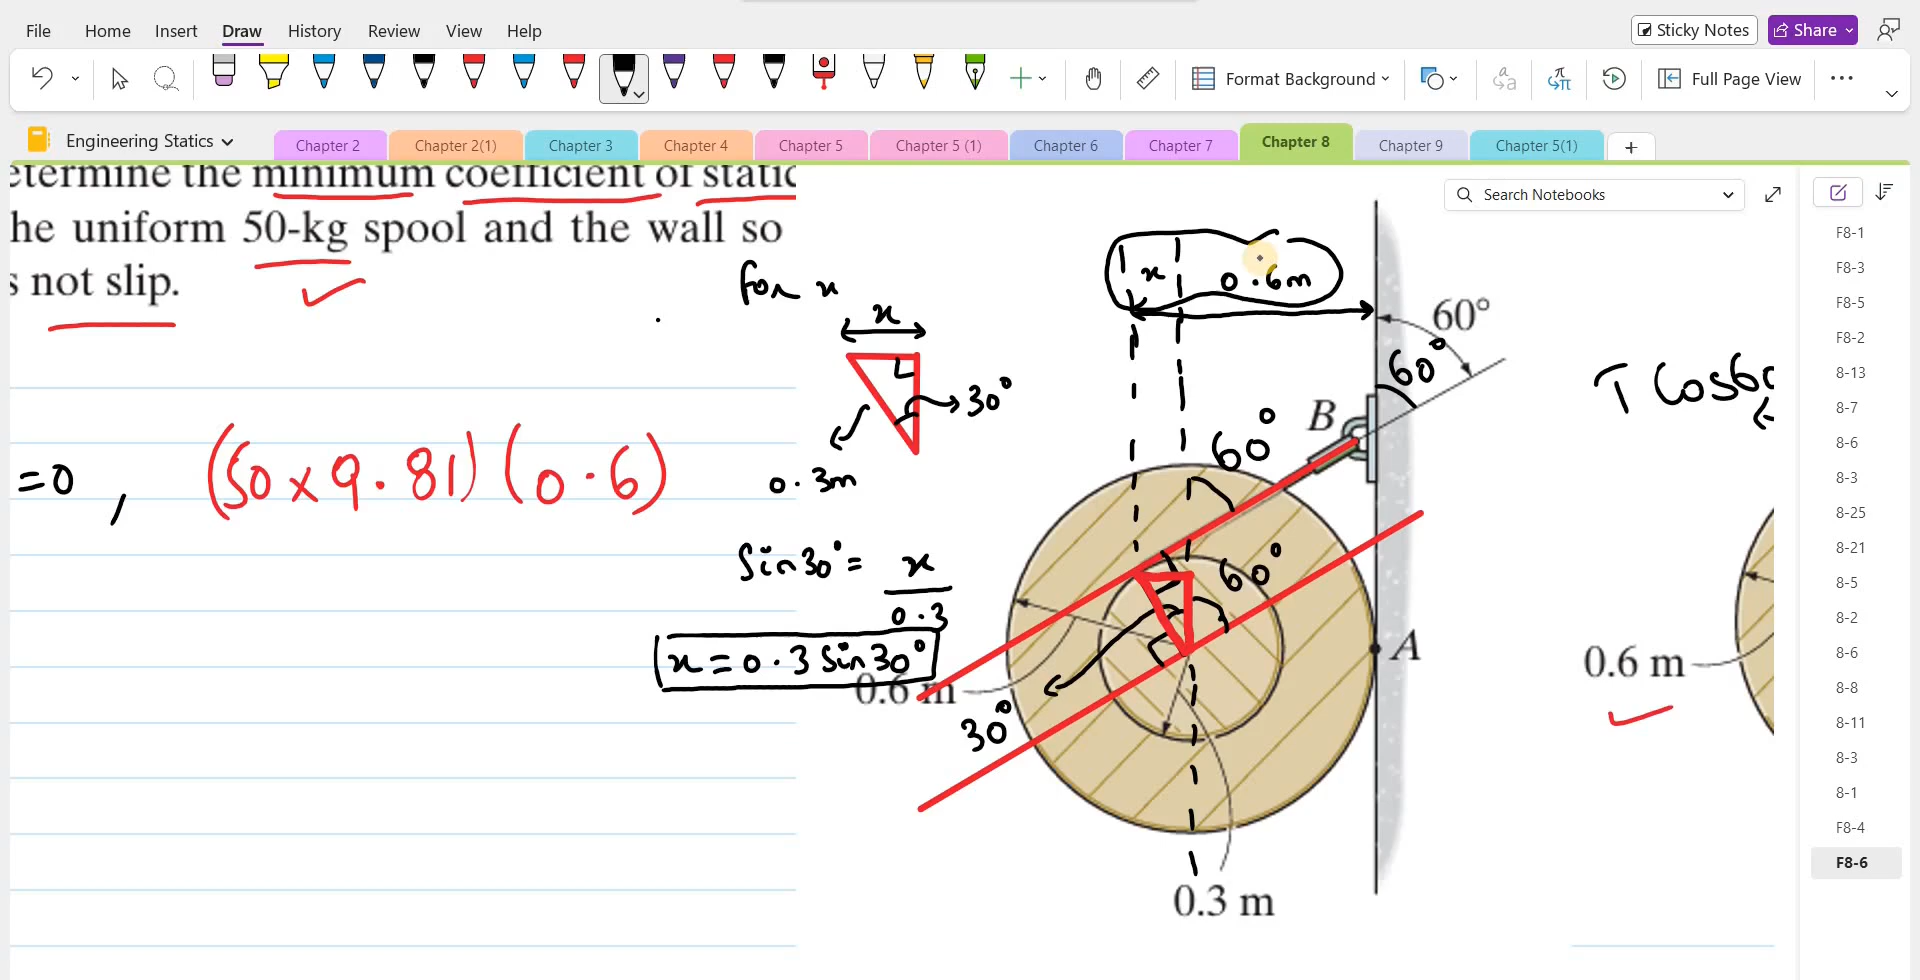 File Home Insert Draw History Review View Help
Sticky Notes Share
Format Background Full Page View
Engineering Statics Chapter 2 Chapter 2(1) Chapter 3 Chapter 4 Chapter 5 Chapter 5 (1) Chapter 6 Chapter 7 Chapter 8 Chapter 9 Chapter 5(1) +
etermine the minimum coefficient of static
he uniform 50-kg spool and the wall so
s not slip.
=0 , (50 x 9.81) (0.6)
For x
x
30°
0.3m
Sin30° = x
0.3
x = 0.3 Sin30°
x 0.6m
60°
60°
B
60°
60°
A
0.6 m
30°
0.3 m
T Cos60
0.6 m
Search Notebooks
F8-1
F8-3
F8-5
F8-2
8-13
8-7
8-6
8-3
8-25
8-21
8-5
8-2
8-6
8-8
8-11
8-3
8-1
F8-4
F8-6